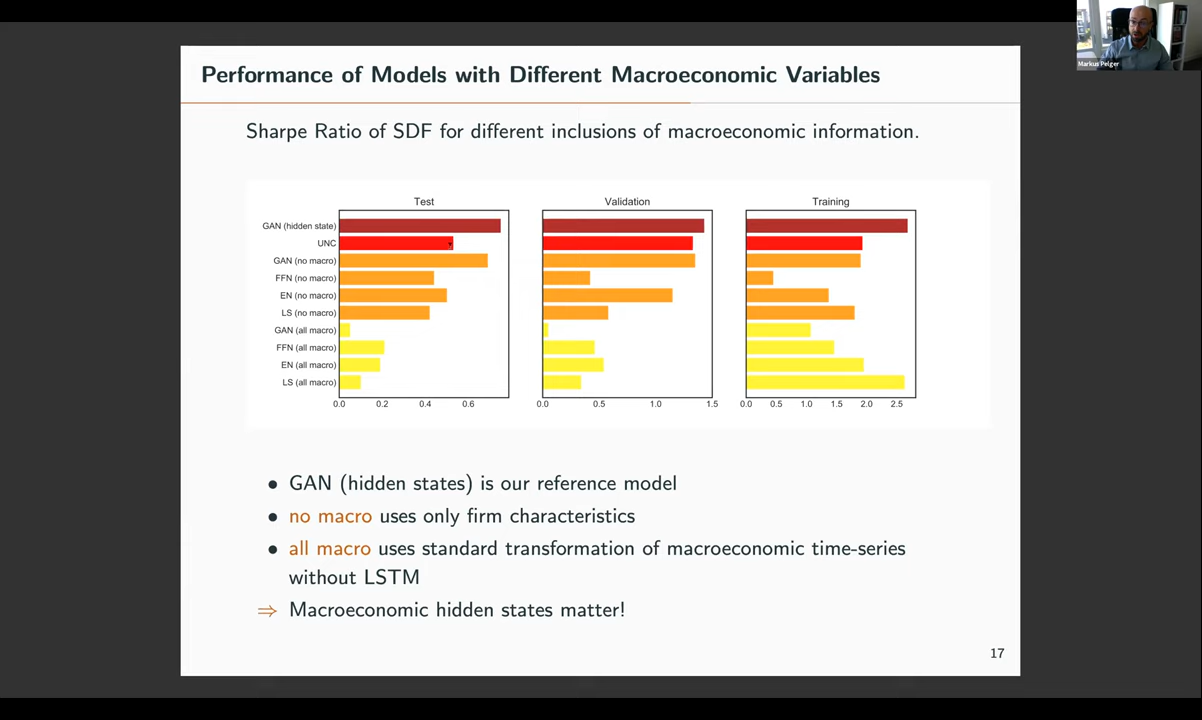 Markus Pelger
Performance of Models with Different Macroeconomic Variables
Sharpe Ratio of SDF for different inclusions of macroeconomic information.
Test
Validation
Training
GAN (hidden state)
UNC
GAN (no macro)
FFN (no macro)
EN (no macro)
LS (no macro)
GAN (all macro)
FFN (all macro)
EN (all macro)
LS (all macro)
0.0 0.2 0.4 0.6
0.0 0.5 1.0 1.5
0.0 0.5 1.0 1.5 2.0 2.5
• GAN (hidden states) is our reference model
• no macro uses only firm characteristics
• all macro uses standard transformation of macroeconomic time-series
without LSTM
⇒ Macroeconomic hidden states matter!
17